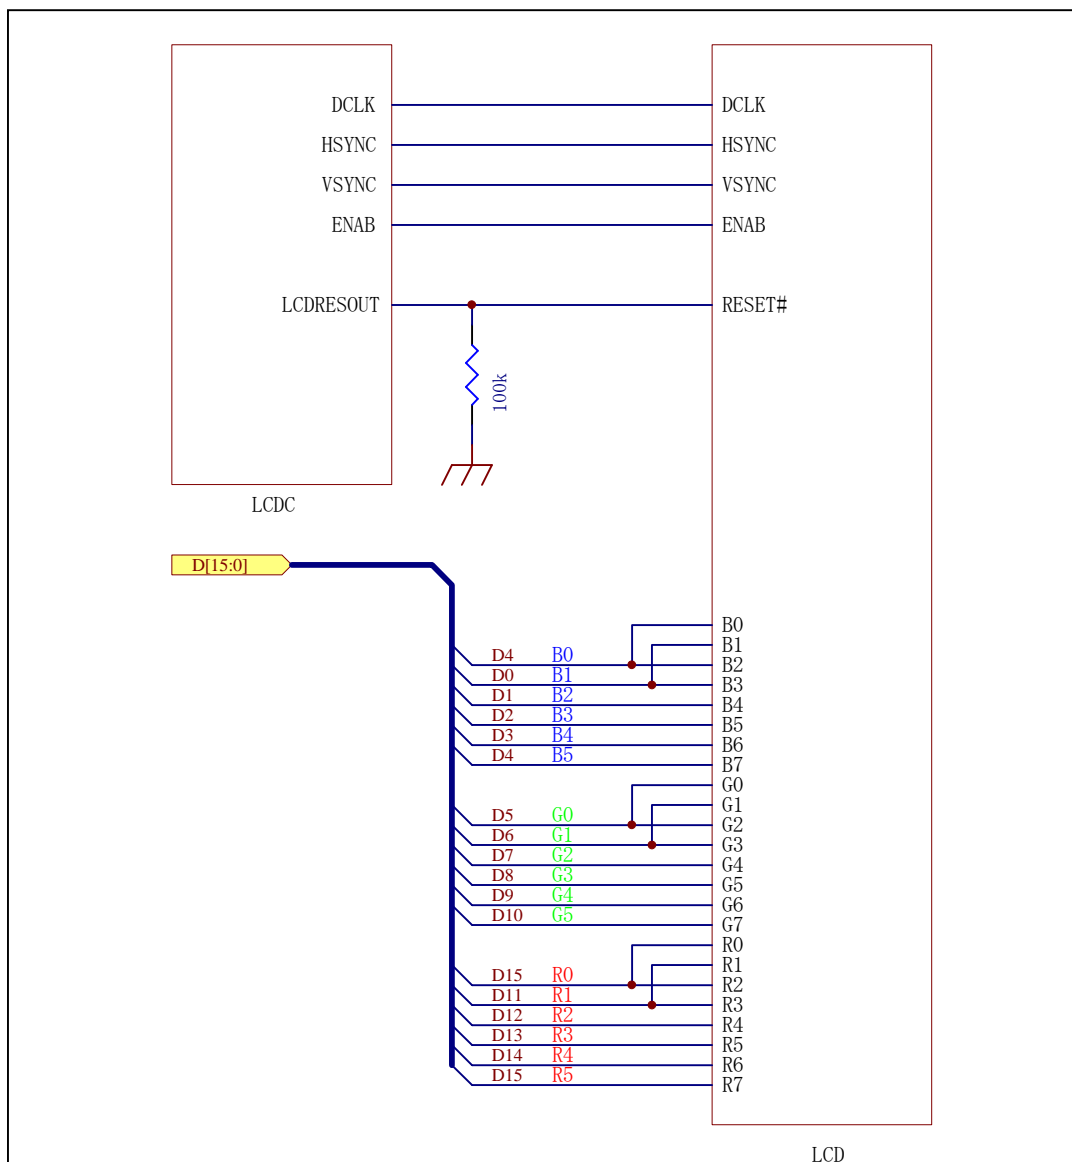 DCLK DCLK
HSYNC HSYNC
VSYNC VSYNC
ENAB ENAB
LCDRESOUT RESET#
100k
LCDC
D[15:0]
B0
B1
D4 B0 B2
D0 B1 B3
D1 B2 B4
D2 B3 B5
D3 B4 B6
D4 B5 B7
G0
G1
D5 G0 G2
D6 G1 G3
D7 G2 G4
D8 G3 G5
D9 G4 G6
D10 G5 G7
R0
R1
D15 R0 R2
D11 R1 R3
D12 R2 R4
D13 R3 R5
D14 R4 R6
D15 R5 R7
LCD